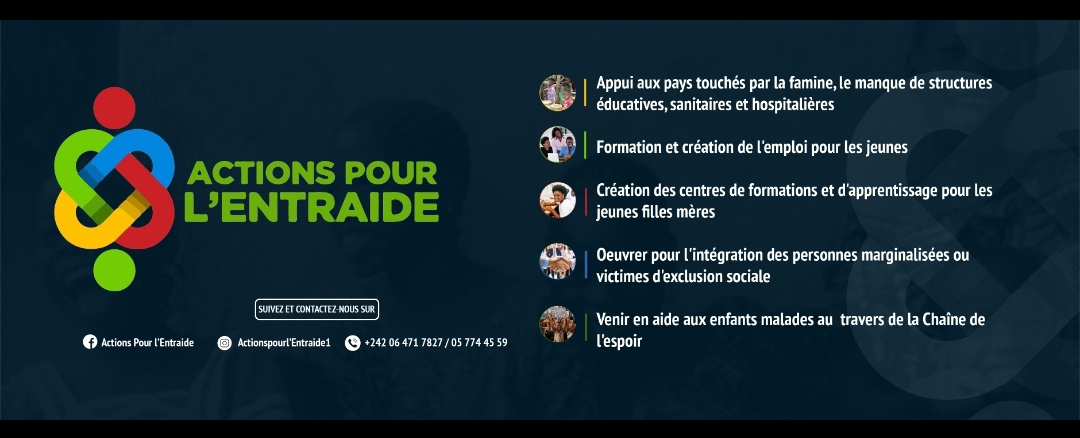 ACTIONS POUR
L'ENTRAIDE
SUIVEZ ET CONTACTEZ-NOUS SUR
Actions Pour l'Entraide
Actionspourl'Entraide1
+242 06 471 7827 / 05 774 45 59
Appui aux pays touchés par la famine, le manque de structures
éducatives, sanitaires et hospitalières
Formation et création de l'emploi pour les jeunes
Création des centres de formations et d'apprentissage pour les
jeunes filles mères
Oeuvrer pour l'intégration des personnes marginalisées ou
victimes d'exclusion sociale
Venir en aide aux enfants malades au travers de la Chaîne de
l'espoir